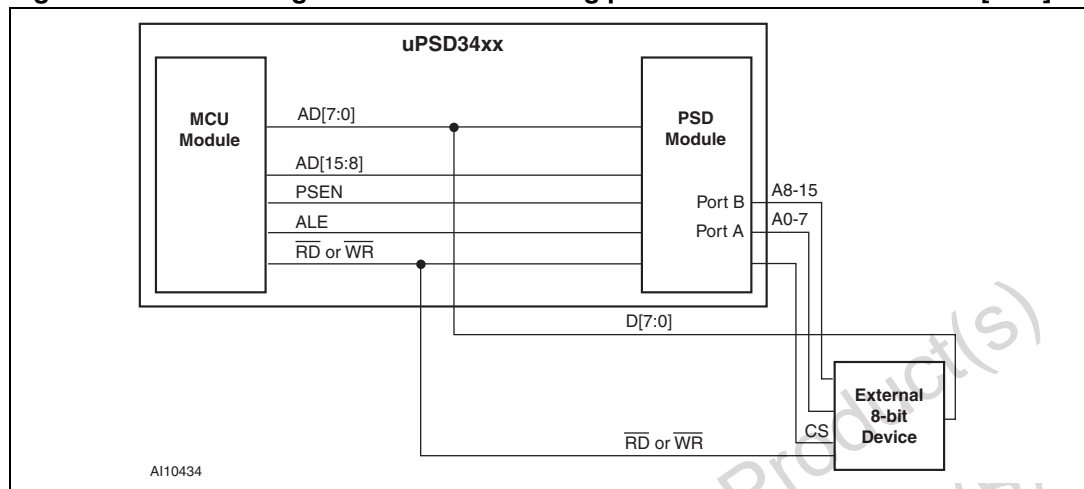 uPSD34xx
MCU
Module
AD[7:0]
AD[15:8]
PSEN
ALE
RD or WR
PSD
Module
Port B
Port A
A8-15
A0-7
D[7:0]
External
8-bit
Device
CS
RD or WR
AI10434
Product(s)